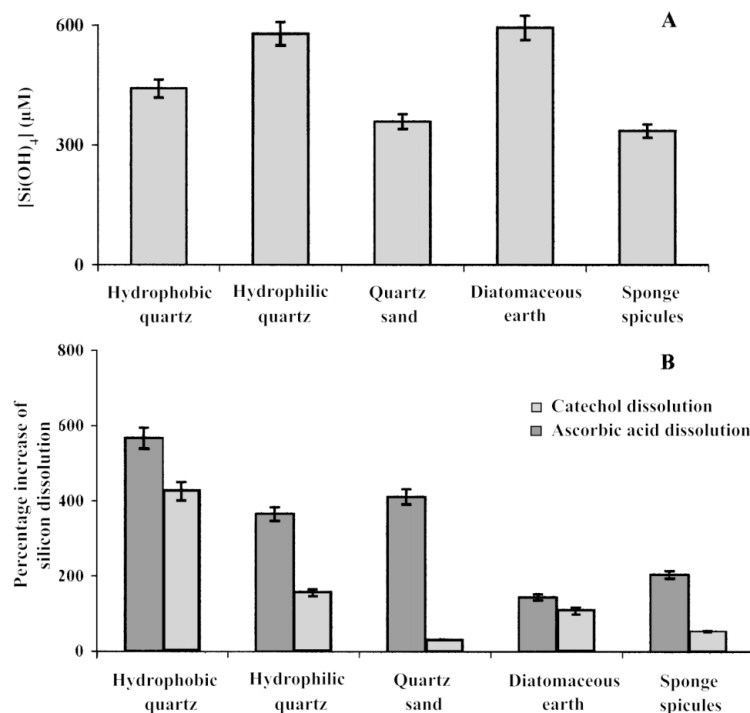 A
600
300
0
[Si(OH)4] (µM)
Hydrophobic quartz
Hydrophilic quartz
Quartz sand
Diatomaceous earth
Sponge spicules
B
800
600
400
200
0
Percentage increase of
silicon dissolution
Catechol dissolution
Ascorbic acid dissolution
Hydrophobic
quartz
Hydrophilic
quartz
Quartz
sand
Diatomaceous
earth
Sponge
spicules